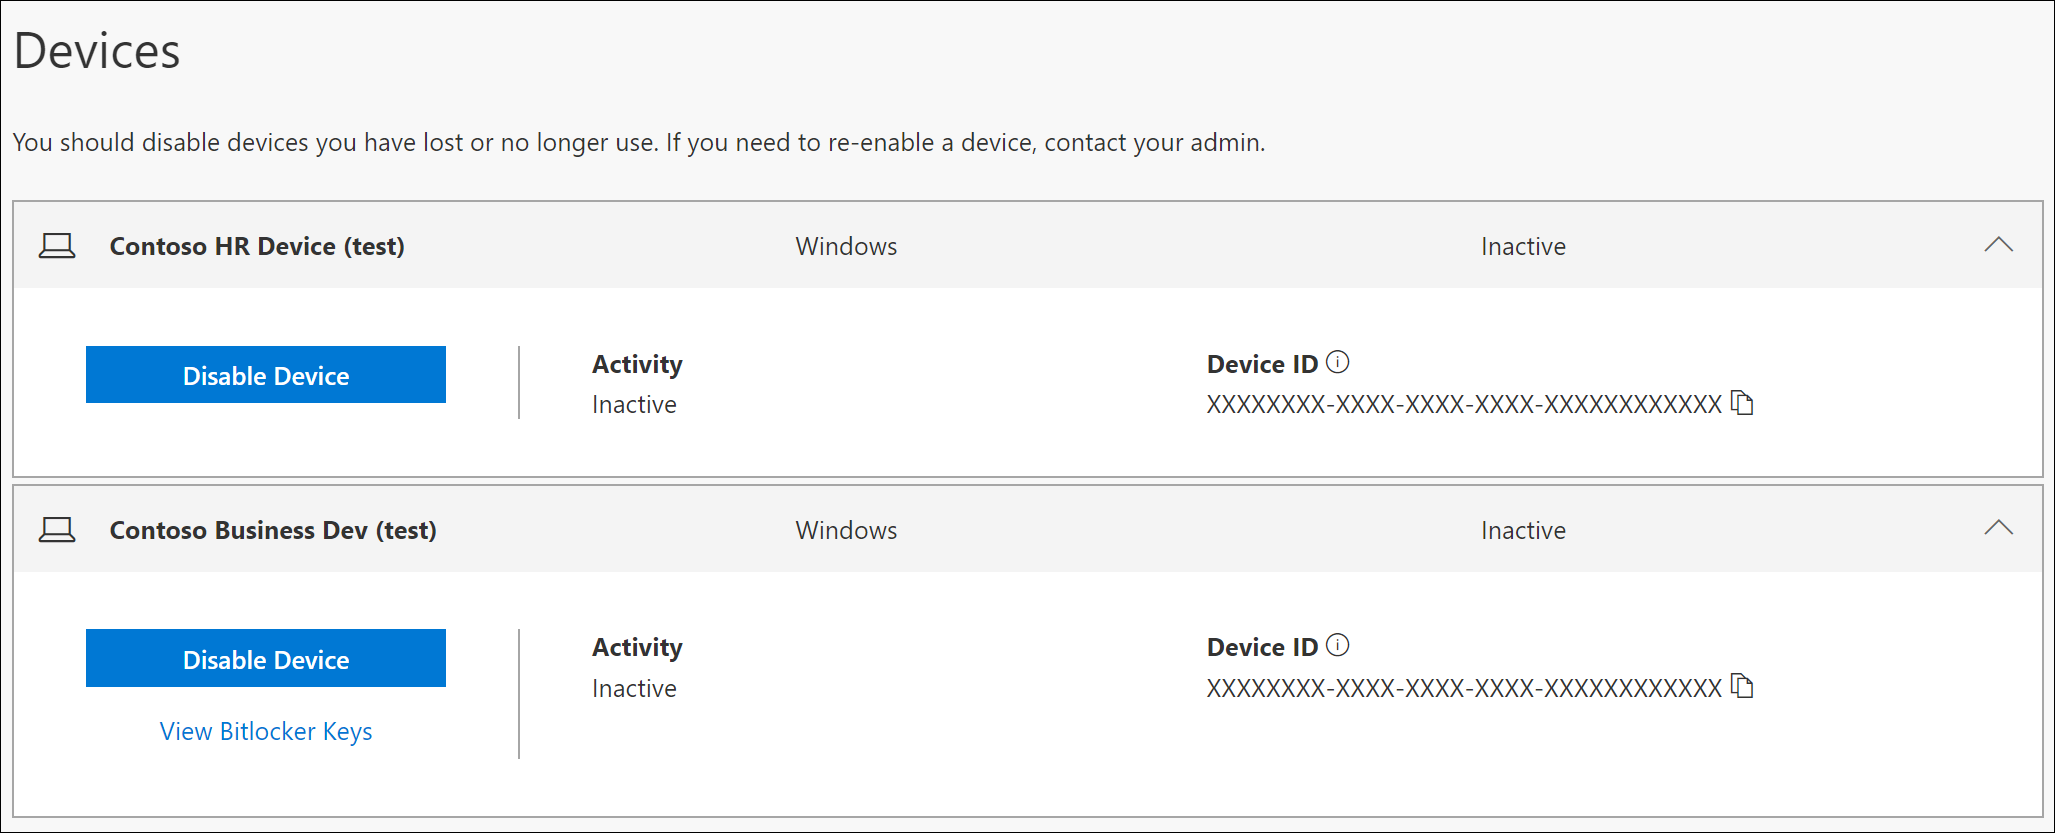 Devices
You should disable devices you have lost or no longer use. If you need to re-enable a device, contact your admin.
Contoso HR Device (test) Windows Inactive
Disable Device
Activity
Inactive
Device ID
XXXXXXXX-XXXX-XXXX-XXXX-XXXXXXXXXXXX
Contoso Business Dev (test) Windows Inactive
Disable Device
View Bitlocker Keys
Activity
Inactive
Device ID
XXXXXXXX-XXXX-XXXX-XXXX-XXXXXXXXXXXX